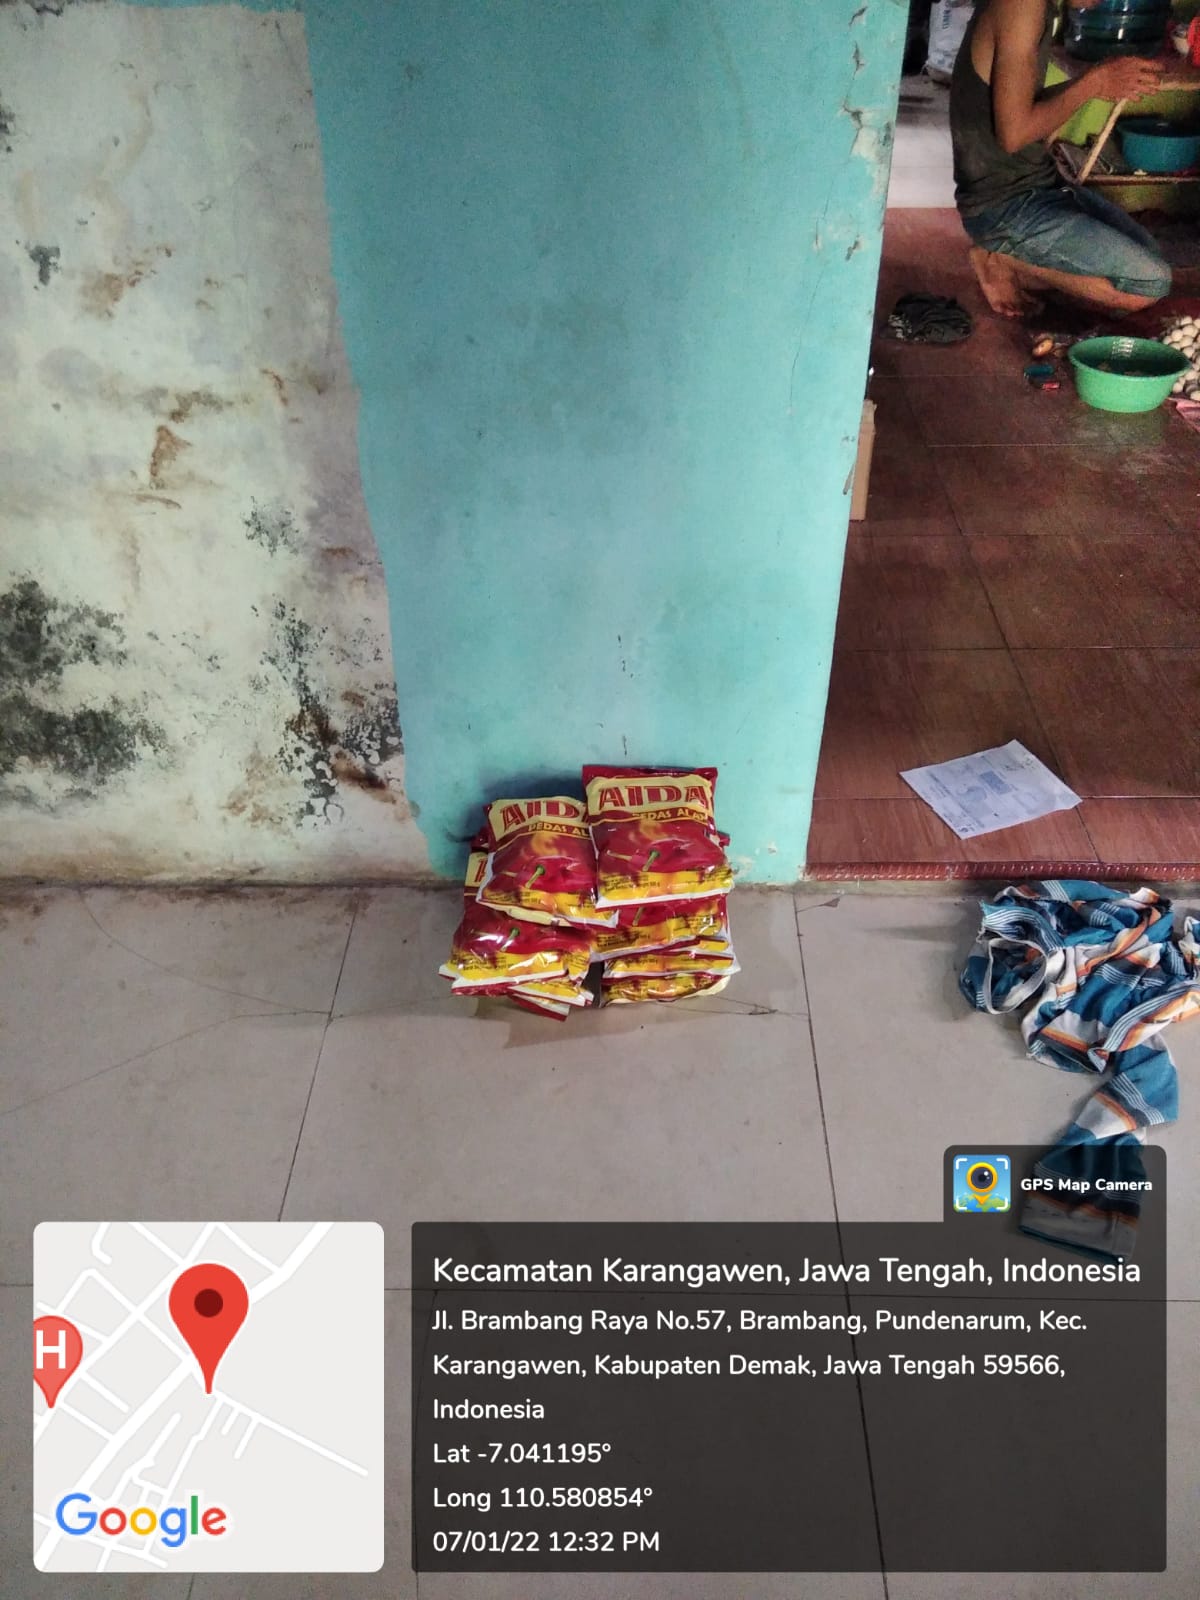 AIDA
PEDAS ALAM
AIDA
PEDAS AL
GPS Map Camera
Kecamatan Karangawen, Jawa Tengah, Indonesia
Jl. Brambang Raya No.57, Brambang, Pundenarum, Kec.
Karangawen, Kabupaten Demak, Jawa Tengah 59566,
Indonesia
Lat -7.041195°
Long 110.580854°
07/01/22 12:32 PM
H
Google